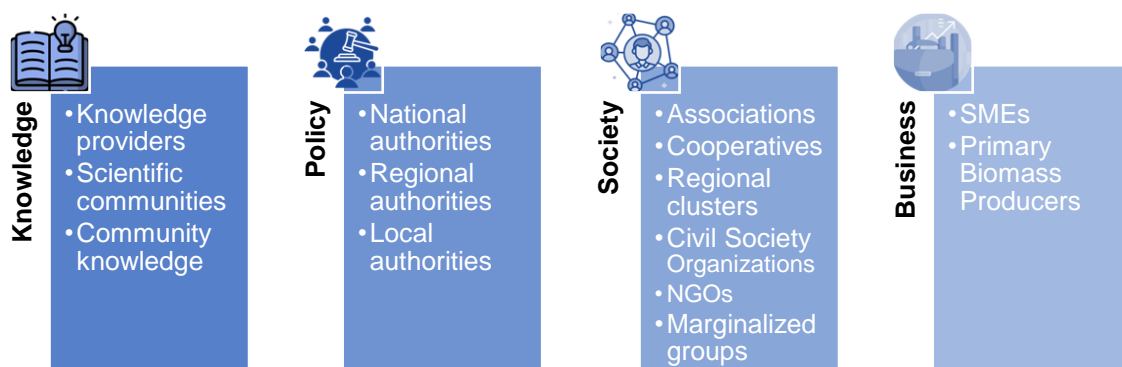 Knowledge
•Knowledge
providers
•Scientific
communities
•Community
knowledge
Policy
•National
authorities
•Regional
authorities
•Local
authorities
Society
•Associations
•Cooperatives
•Regional
clusters
•Civil Society
Organizations
•NGOs
•Marginalized
groups
Business
•SMEs
•Primary
Biomass
Producers